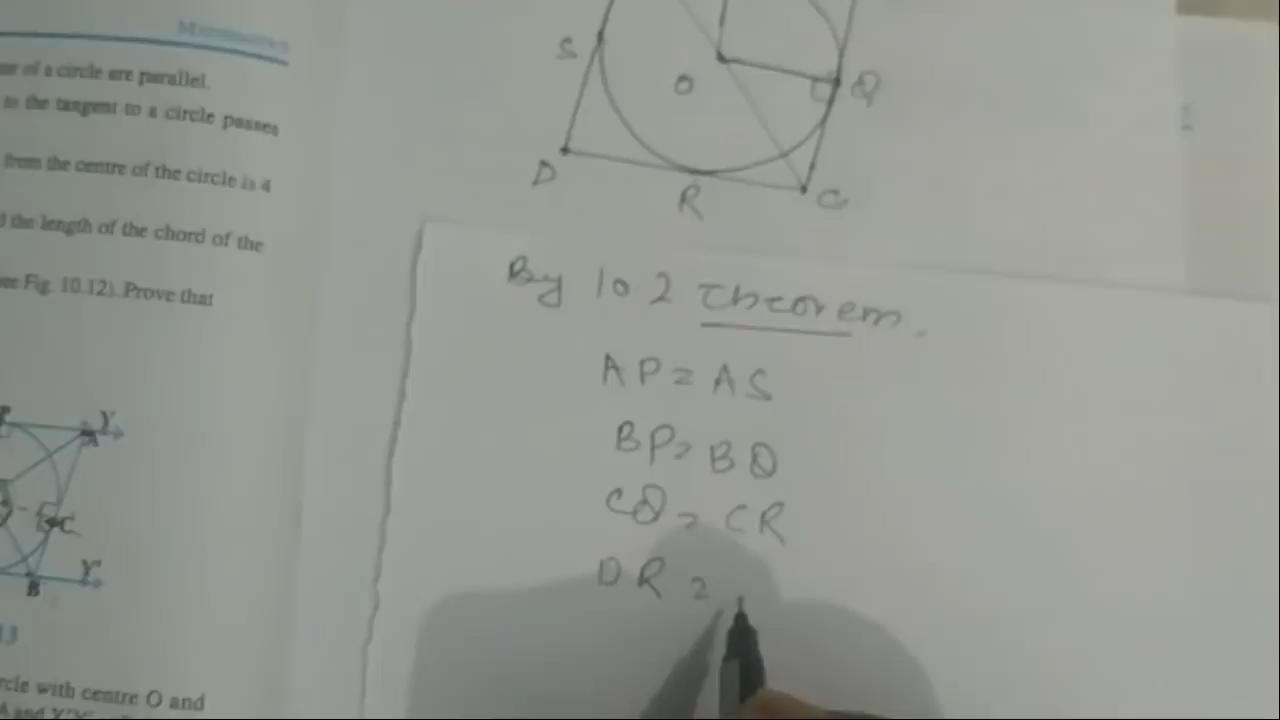 of a circle are parallel.
to the tangent to a circle passes
from the centre of the circle is 4
the length of the chord of the
Fig. 10.12). Prove that
Y
A
C
Y'
B
13
circle with centre O and
S
O
Q
D
R
C
By 10 2 Theorem.
AP = AS
BP = BQ
CQ = CR
DR =